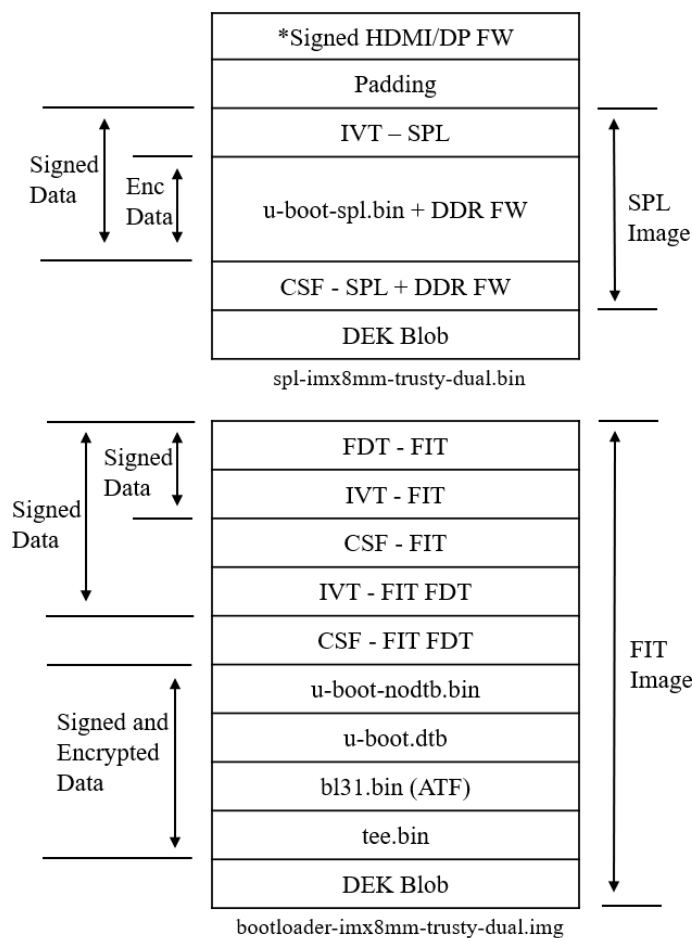 *Signed HDMI/DP FW
Padding
IVT – SPL
Signed
Data
Enc
Data
u-boot-spl.bin + DDR FW
SPL
Image
CSF - SPL + DDR FW
DEK Blob
spl-imx8mm-trusty-dual.bin
FDT - FIT
Signed
Data
IVT - FIT
Signed
Data
CSF - FIT
IVT - FIT FDT
CSF - FIT FDT
FIT
Image
u-boot-nodtb.bin
Signed and
Encrypted
Data
u-boot.dtb
bl31.bin (ATF)
tee.bin
DEK Blob
bootloader-imx8mm-trusty-dual.img